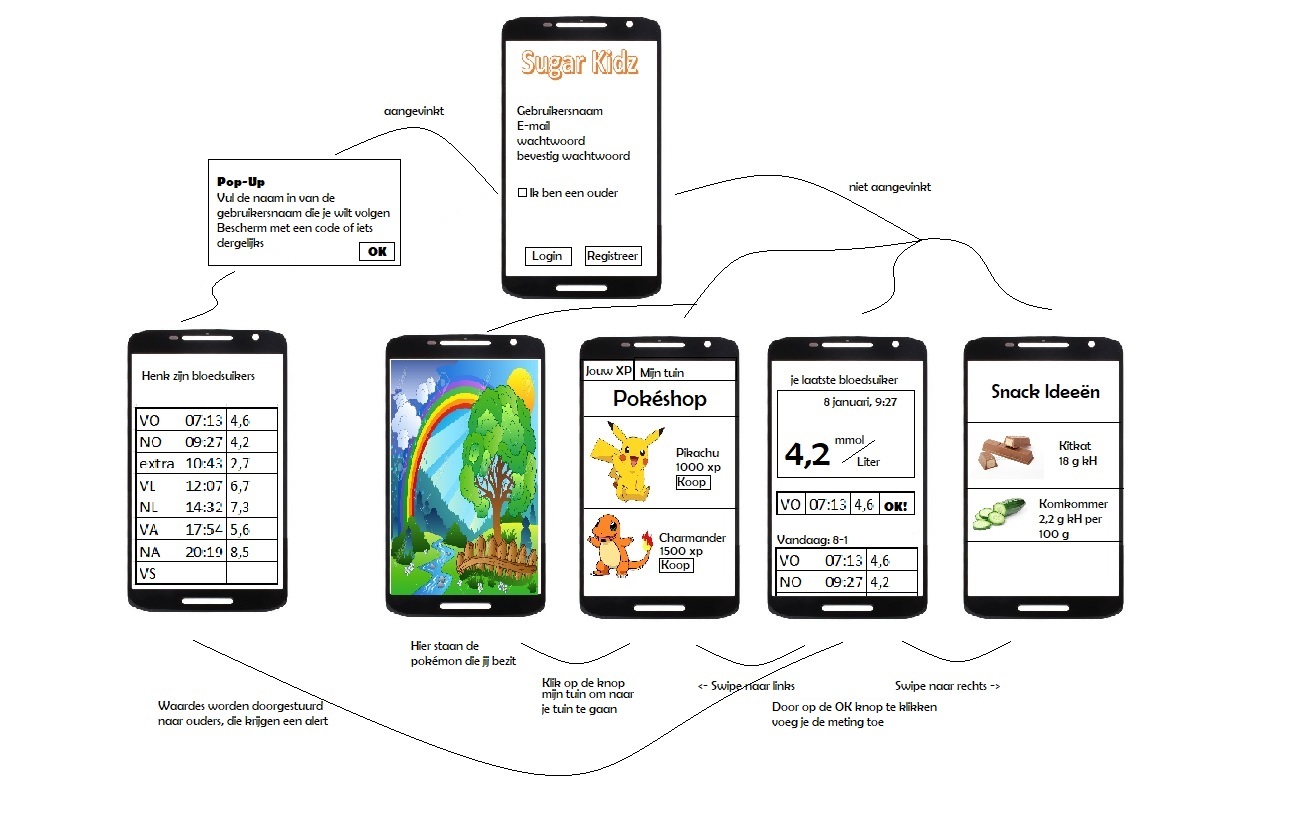 Sugar Kidz
Gebruikersnaam
E-mail
wachtwoord
bevestig wachtwoord
Ik ben een ouder
Login
Registreer
aangevinkt
niet aangevinkt
Pop-Up
Vul de naam in van de
gebruikersnaam die je wilt volgen
Bescherm met een code of iets
dergelijks
OK
Henk zijn bloedsuikers
VO 07:13 4,6
NO 09:27 4,2
extra 10:43 2,7
VL 12:07 6,7
NL 14:32 7,3
VA 17:54 5,6
NA 20:19 8,5
VS
Jouw XP Mijn tuin
Pokéshop
Pikachu
1000 xp
Koop
Charmander
1500 xp
Koop
je laatste bloedsuiker
8 januari, 9:27
4,2 mmol
Liter
VO 07:13 4,6 OK!
Vandaag: 8-1
VO 07:13 4,6
NO 09:27 4,2
Snack Ideeën
Kitkat
18 g kH
Komkommer
2,2 g kH per
100 g
Hier staan de
pokémon die jij bezit
Klik op de knop
mijn tuin om naar
je tuin te gaan
<- Swipe naar links
Swipe naar rechts ->
Door op de OK knop te klikken
voeg je de meting toe
Waardes worden doorgestuurd
naar ouders, die krijgen een alert